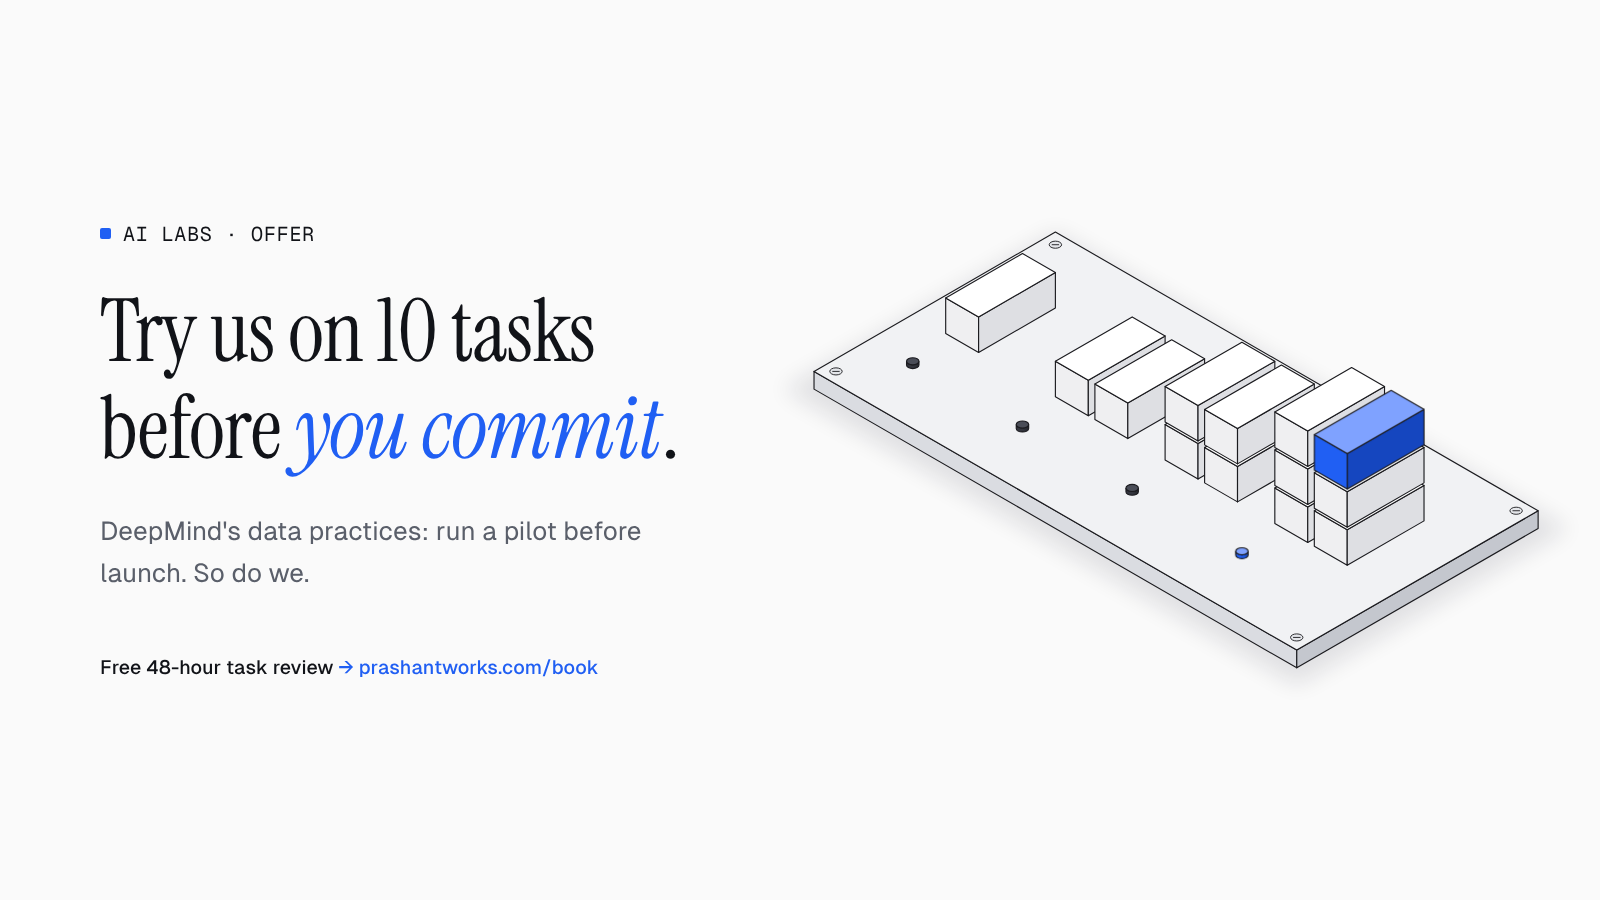 AI LABS · OFFER
Try us on 10 tasks
before you commit.
DeepMind's data practices: run a pilot before
launch. So do we.
Free 48-hour task review → prashantworks.com/book